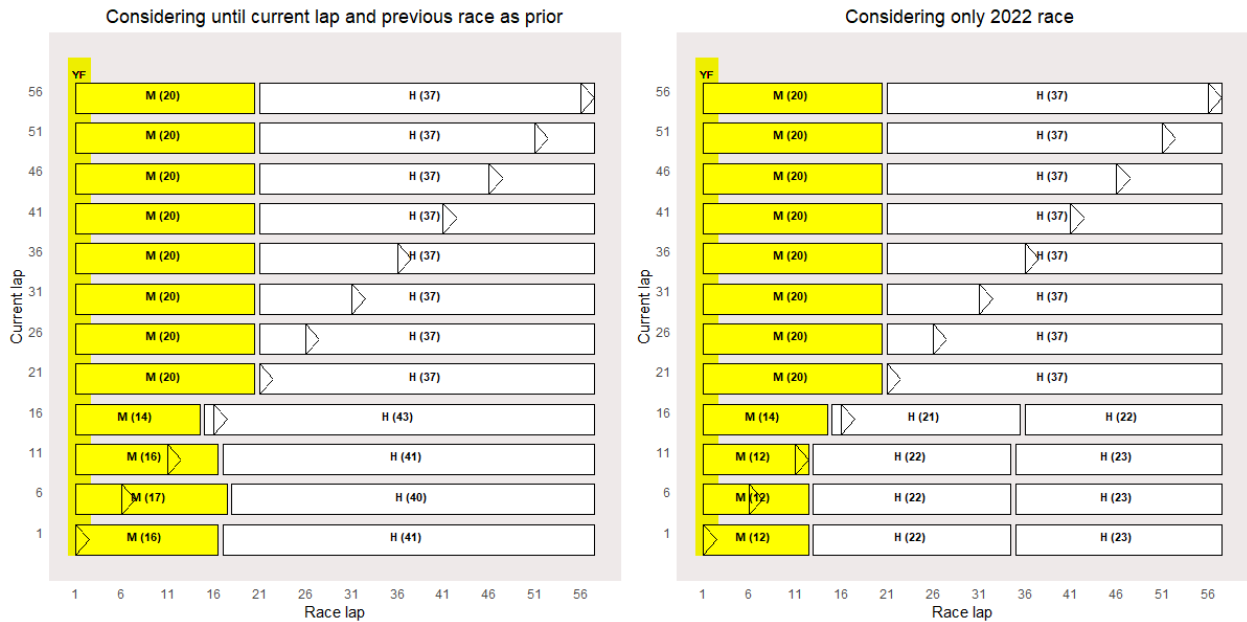 Considering until current lap and previous race as prior
YF
56 M (20) H (37)
51 M (20) H (37)
46 M (20) H (37)
41 M (20) H (37)
36 M (20) H (37)
31 M (20) H (37)
26 M (20) H (37)
21 M (20) H (37)
16 M (14) H (43)
11 M (16) H (41)
6 M (17) H (40)
1 M (16) H (41)
Current lap
1 6 11 16 21 26 31 36 41 46 51 56
Race lap
Considering only 2022 race
YF
56 M (20) H (37)
51 M (20) H (37)
46 M (20) H (37)
41 M (20) H (37)
36 M (20) H (37)
31 M (20) H (37)
26 M (20) H (37)
21 M (20) H (37)
16 M (14) H (21) H (22)
11 M (12) H (22) H (23)
6 M (12) H (22) H (23)
1 M (12) H (22) H (23)
Current lap
1 6 11 16 21 26 31 36 41 46 51 56
Race lap